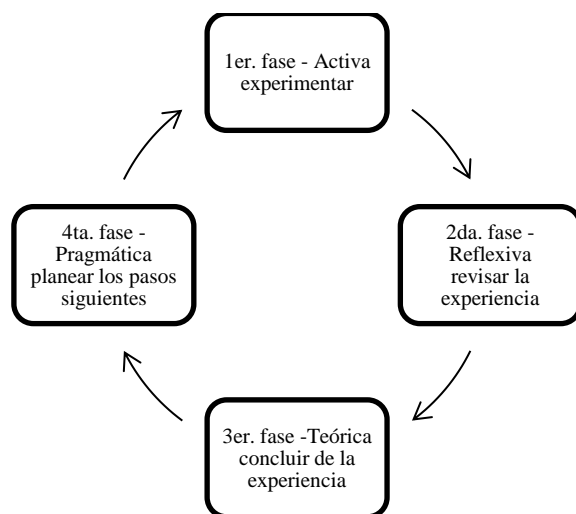 1er. fase - Activa
experimentar
2da. fase -
Reflexiva
revisar la
experiencia
3er. fase -Teórica
concluir de la
experiencia
4ta. fase -
Pragmática
planear los pasos
siguientes